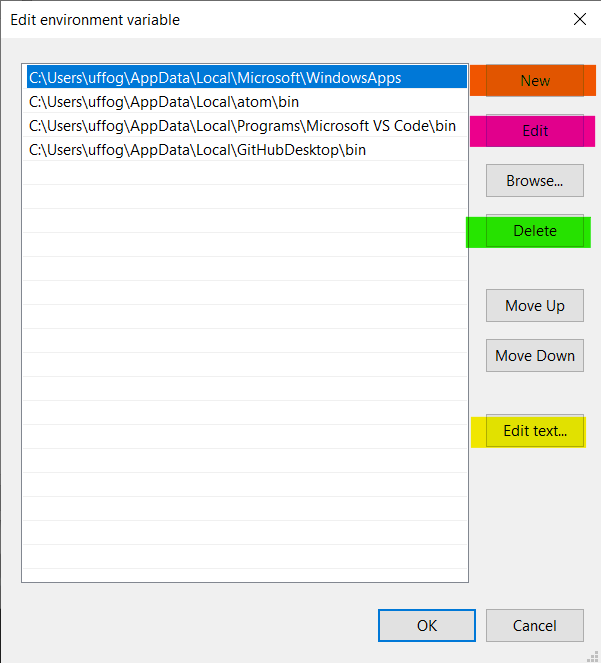 Edit environment variable
C:\Users\uffog\AppData\Local\Microsoft\WindowsApps
C:\Users\uffog\AppData\Local\atom\bin
C:\Users\uffog\AppData\Local\Programs\Microsoft VS Code\bin
C:\Users\uffog\AppData\Local\GitHubDesktop\bin
New
Edit
Browse...
Delete
Move Up
Move Down
Edit text...
OK
Cancel